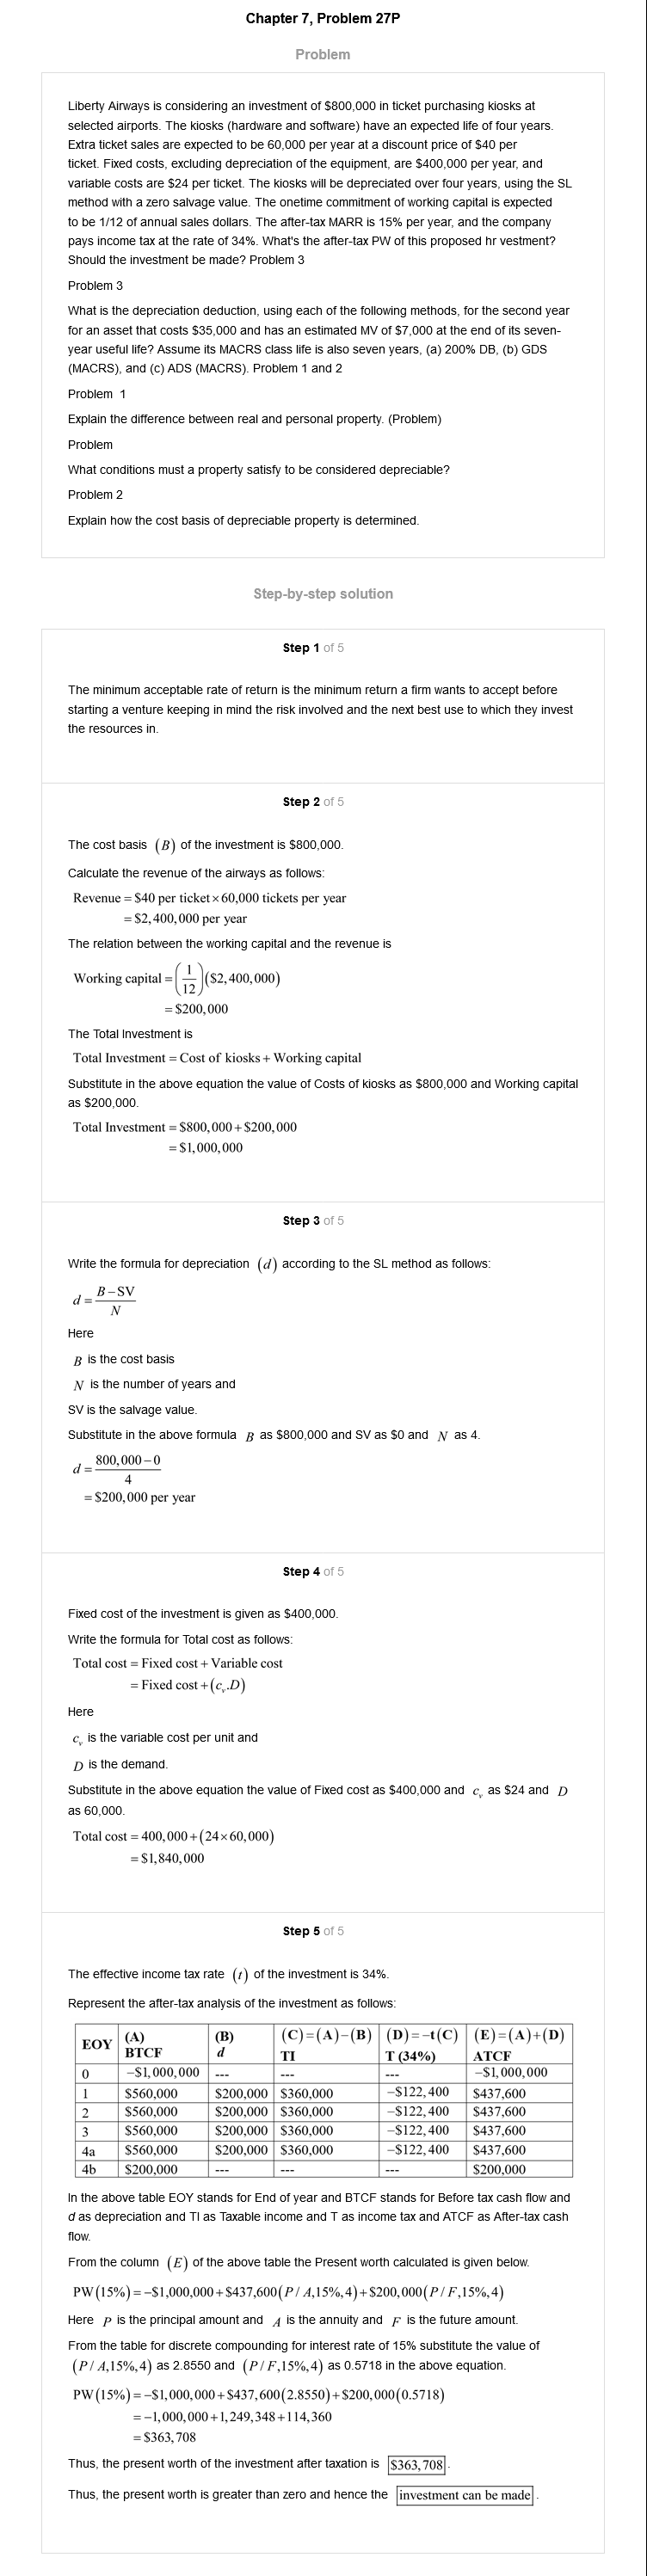 Chapter 7, Problem 27P
Problem
Liberty Airways is considering an investment of $800,000 in ticket purchasing kiosks at
selected airports. The kiosks (hardware and software) have an expected life of four years.
Extra ticket sales are expected to be 60,000 per year at a discount price of $40 per
ticket. Fixed costs, excluding depreciation of the equipment, are $400,000 per year, and
variable costs are $24 per ticket. The kiosks will be depreciated over four years, using the SL
method with a zero salvage value. The onetime commitment of working capital is expected
to be 1/12 of annual sales dollars. The after-tax MARR is 15% per year, and the company
pays income tax at the rate of 34%. What's the after-tax PW of this proposed hr vestment?
Should the investment be made? Problem 3
Problem 3
What is the depreciation deduction, using each of the following methods, for the second year
for an asset that costs $35,000 and has an estimated MV of $7,000 at the end of its seven-
year useful life? Assume its MACRS class life is also seven years, (a) 200% DB, (b) GDS
(MACRS), and (c) ADS (MACRS). Problem 1 and 2
Problem 1
Explain the difference between real and personal property. (Problem)
Problem
What conditions must a property satisfy to be considered depreciable?
Problem 2
Explain how the cost basis of depreciable property is determined.
Step-by-step solution
Step 1 of 5
The minimum acceptable rate of return is the minimum return a firm wants to accept before
starting a venture keeping in mind the risk involved and the next best use to which they invest
the resources in.
Step 2 of 5
The cost basis (B) of the investment is $800,000.
Calculate the revenue of the airways as follows:
Revenue = $40 per ticket × 60,000 tickets per year
= $2,400,000 per year
The relation between the working capital and the revenue is
Working capital = (1/12)($2,400,000)
= $200,000
The Total Investment is
Total Investment = Cost of kiosks + Working capital
Substitute in the above equation the value of Costs of kiosks as $800,000 and Working capital
as $200,000.
Total Investment = $800,000 + $200,000
= $1,000,000
Step 3 of 5
Write the formula for depreciation (d) according to the SL method as follows:
d = B − SV / N
Here
B is the cost basis
N is the number of years and
SV is the salvage value.
Substitute in the above formula B as $800,000 and SV as $0 and N as 4.
d = 800,000 − 0 / 4
= $200,000 per year
Step 4 of 5
Fixed cost of the investment is given as $400,000.
Write the formula for Total cost as follows:
Total cost = Fixed cost + Variable cost
= Fixed cost + (cᵥ.D)
Here
cᵥ is the variable cost per unit and
D is the demand.
Substitute in the above equation the value of Fixed cost as $400,000 and cᵥ as $24 and D
as 60,000.
Total cost = 400,000 + (24 × 60,000)
= $1,840,000
Step 5 of 5
The effective income tax rate (t) of the investment is 34%.
Represent the after-tax analysis of the investment as follows:
EOY (A) BTCF (B) d (C)=(A)−(B) TI (D)=−t(C) T (34%) (E)=(A)+(D) ATCF
0 −$1,000,000 --- --- --- −$1,000,000
1 $560,000 $200,000 $360,000 −$122,400 $437,600
2 $560,000 $200,000 $360,000 −$122,400 $437,600
3 $560,000 $200,000 $360,000 −$122,400 $437,600
4a $560,000 $200,000 $360,000 −$122,400 $437,600
4b $200,000 --- --- --- $200,000
In the above table EOY stands for End of year and BTCF stands for Before tax cash flow and
d as depreciation and TI as Taxable income and T as income tax and ATCF as After-tax cash
flow.
From the column (E) of the above table the Present worth calculated is given below.
PW(15%) = −$1,000,000 + $437,600(P / A,15%,4) + $200,000(P / F,15%,4)
Here P is the principal amount and A is the annuity and F is the future amount.
From the table for discrete compounding for interest rate of 15% substitute the value of
(P / A,15%,4) as 2.8550 and (P / F,15%,4) as 0.5718 in the above equation.
PW(15%) = −$1,000,000 + $437,600(2.8550) + $200,000(0.5718)
= −1,000,000 + 1,249,348 + 114,360
= $363,708
Thus, the present worth of the investment after taxation is $363,708.
Thus, the present worth is greater than zero and hence the investment can be made.